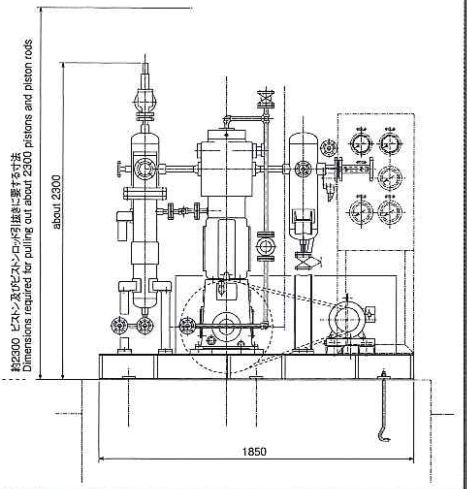 約2300 ピストン及びピストンロッド引抜きに要する寸法
Dimensions required for pulling out about 2300 pistons and piston rods
about 2300
1850